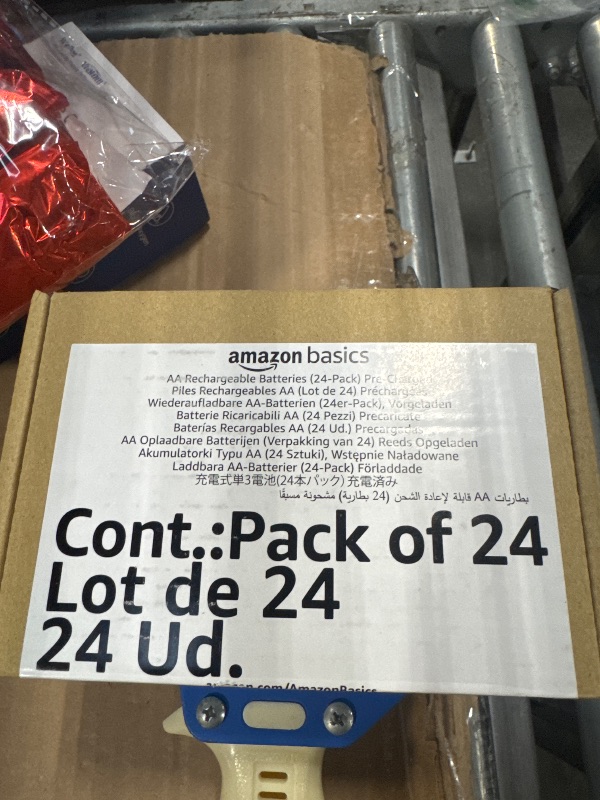 amazon basics
AA Rechargeable Batteries (24-Pack) Pre-Charged
Piles Rechargeables AA (Lot de 24) Préchargées
Wiederaufladbare AA-Batterien (24er-Pack), Vorgeladen
Batterie Ricaricabili AA (24 Pezzi) Precaricate
Baterías Recargables AA (24 Ud.) Precargadas
AA Oplaadbare Batterijen (Verpakking van 24) Reeds Opgeladen
Akumulatorki Typu AA (24 Sztuki), Wstępnie Naładowane
Laddbara AA-Batterier (24-Pack) Förladdade
充電式単3電池(24本パック) 充電済み
بطاريات AA قابلة لإعادة الشحن (24 بطارية) مشحونة مسبقًا
Cont.:Pack of 24
Lot de 24
24 Ud.
amazon.com/AmazonBasics